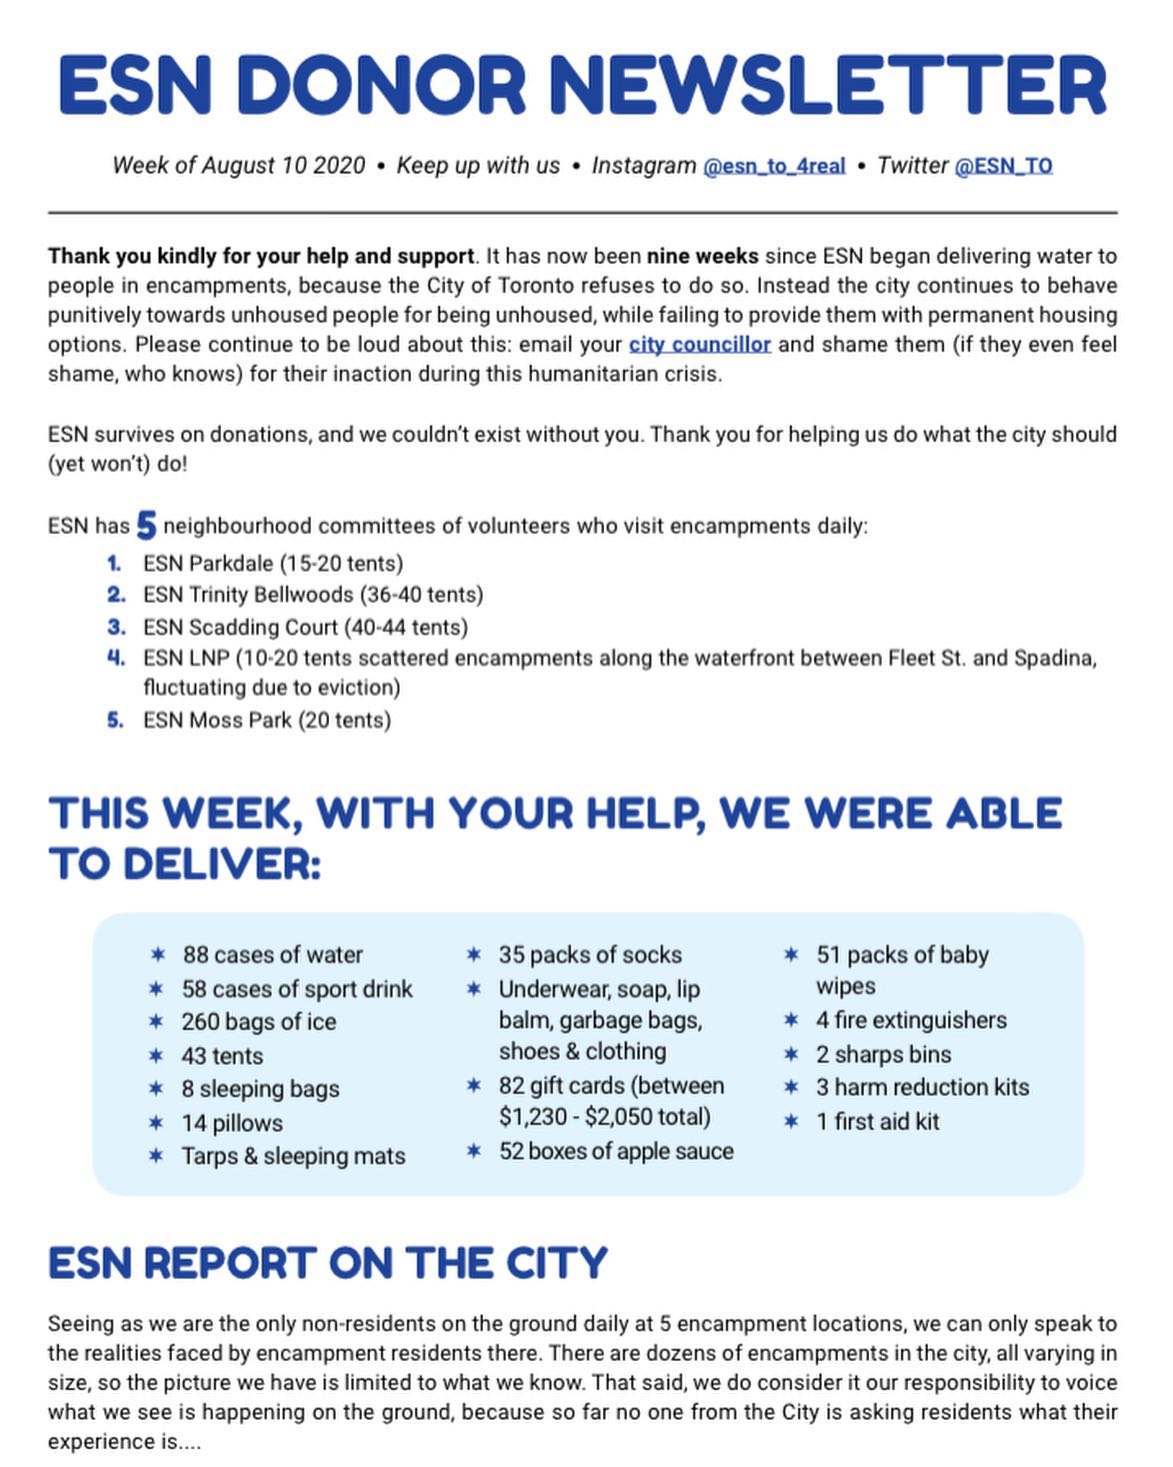 ESN DONOR NEWSLETTER
Week of August 10 2020 • Keep up with us • Instagram @esn_to_4real • Twitter @ESN_TO
Thank you kindly for your help and support. It has now been nine weeks since ESN began delivering water to
people in encampments, because the City of Toronto refuses to do so. Instead the city continues to behave
punitively towards unhoused people for being unhoused, while failing to provide them with permanent housing
options. Please continue to be loud about this: email your city councillor and shame them (if they even feel
shame, who knows) for their inaction during this humanitarian crisis.
ESN survives on donations, and we couldn’t exist without you. Thank you for helping us do what the city should
(yet won’t) do!
ESN has 5 neighbourhood committees of volunteers who visit encampments daily:
1. ESN Parkdale (15-20 tents)
2. ESN Trinity Bellwoods (36-40 tents)
3. ESN Scadding Court (40-44 tents)
4. ESN LNP (10-20 tents scattered encampments along the waterfront between Fleet St. and Spadina,
fluctuating due to eviction)
5. ESN Moss Park (20 tents)
THIS WEEK, WITH YOUR HELP, WE WERE ABLE
TO DELIVER:
✶ 88 cases of water
✶ 58 cases of sport drink
✶ 260 bags of ice
✶ 43 tents
✶ 8 sleeping bags
✶ 14 pillows
✶ Tarps & sleeping mats
✶ 35 packs of socks
✶ Underwear, soap, lip
balm, garbage bags,
shoes & clothing
✶ 82 gift cards (between
$1,230 - $2,050 total)
✶ 52 boxes of apple sauce
✶ 51 packs of baby
wipes
✶ 4 fire extinguishers
✶ 2 sharps bins
✶ 3 harm reduction kits
✶ 1 first aid kit
ESN REPORT ON THE CITY
Seeing as we are the only non-residents on the ground daily at 5 encampment locations, we can only speak to
the realities faced by encampment residents there. There are dozens of encampments in the city, all varying in
size, so the picture we have is limited to what we know. That said, we do consider it our responsibility to voice
what we see is happening on the ground, because so far no one from the City is asking residents what their
experience is....